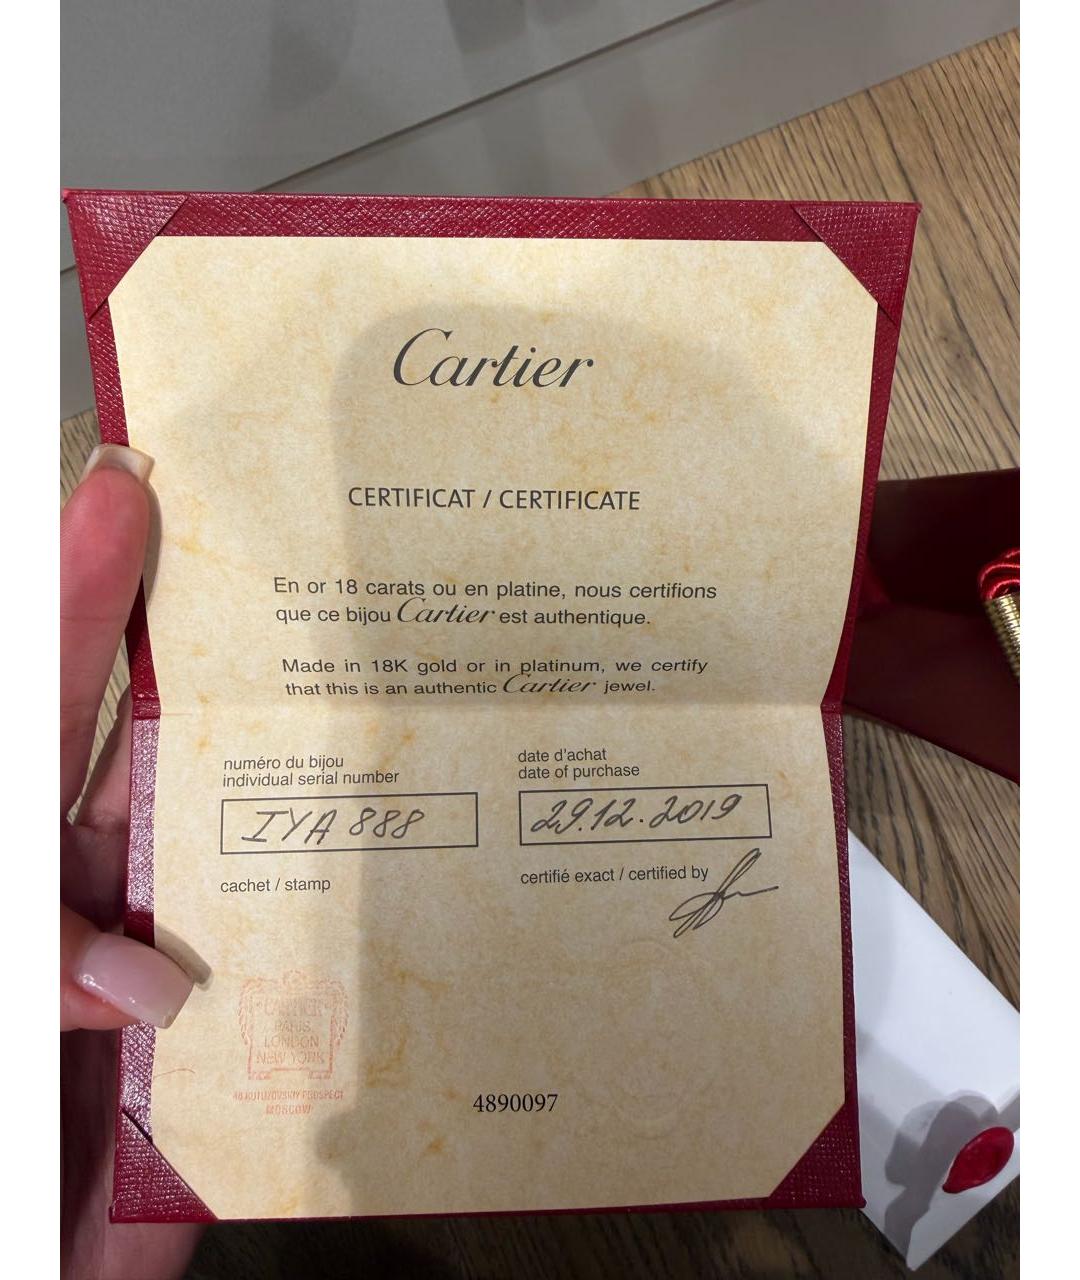 Cartier
CERTIFICAT / CERTIFICATE
En or 18 carats ou en platine, nous certifions
que ce bijou Cartier est authentique.
Made in 18K gold or in platinum, we certify
that this is an authentic Cartier jewel.
numéro du bijou
individual serial number
IYA 888
date d'achat
date of purchase
29.12.2019
cachet / stamp
certifié exact / certified by
CARTIER
PARIS
LONDON
NEW YORK
48 KUTUZOVSKIY PROSPECT
MOSCOW
4890097